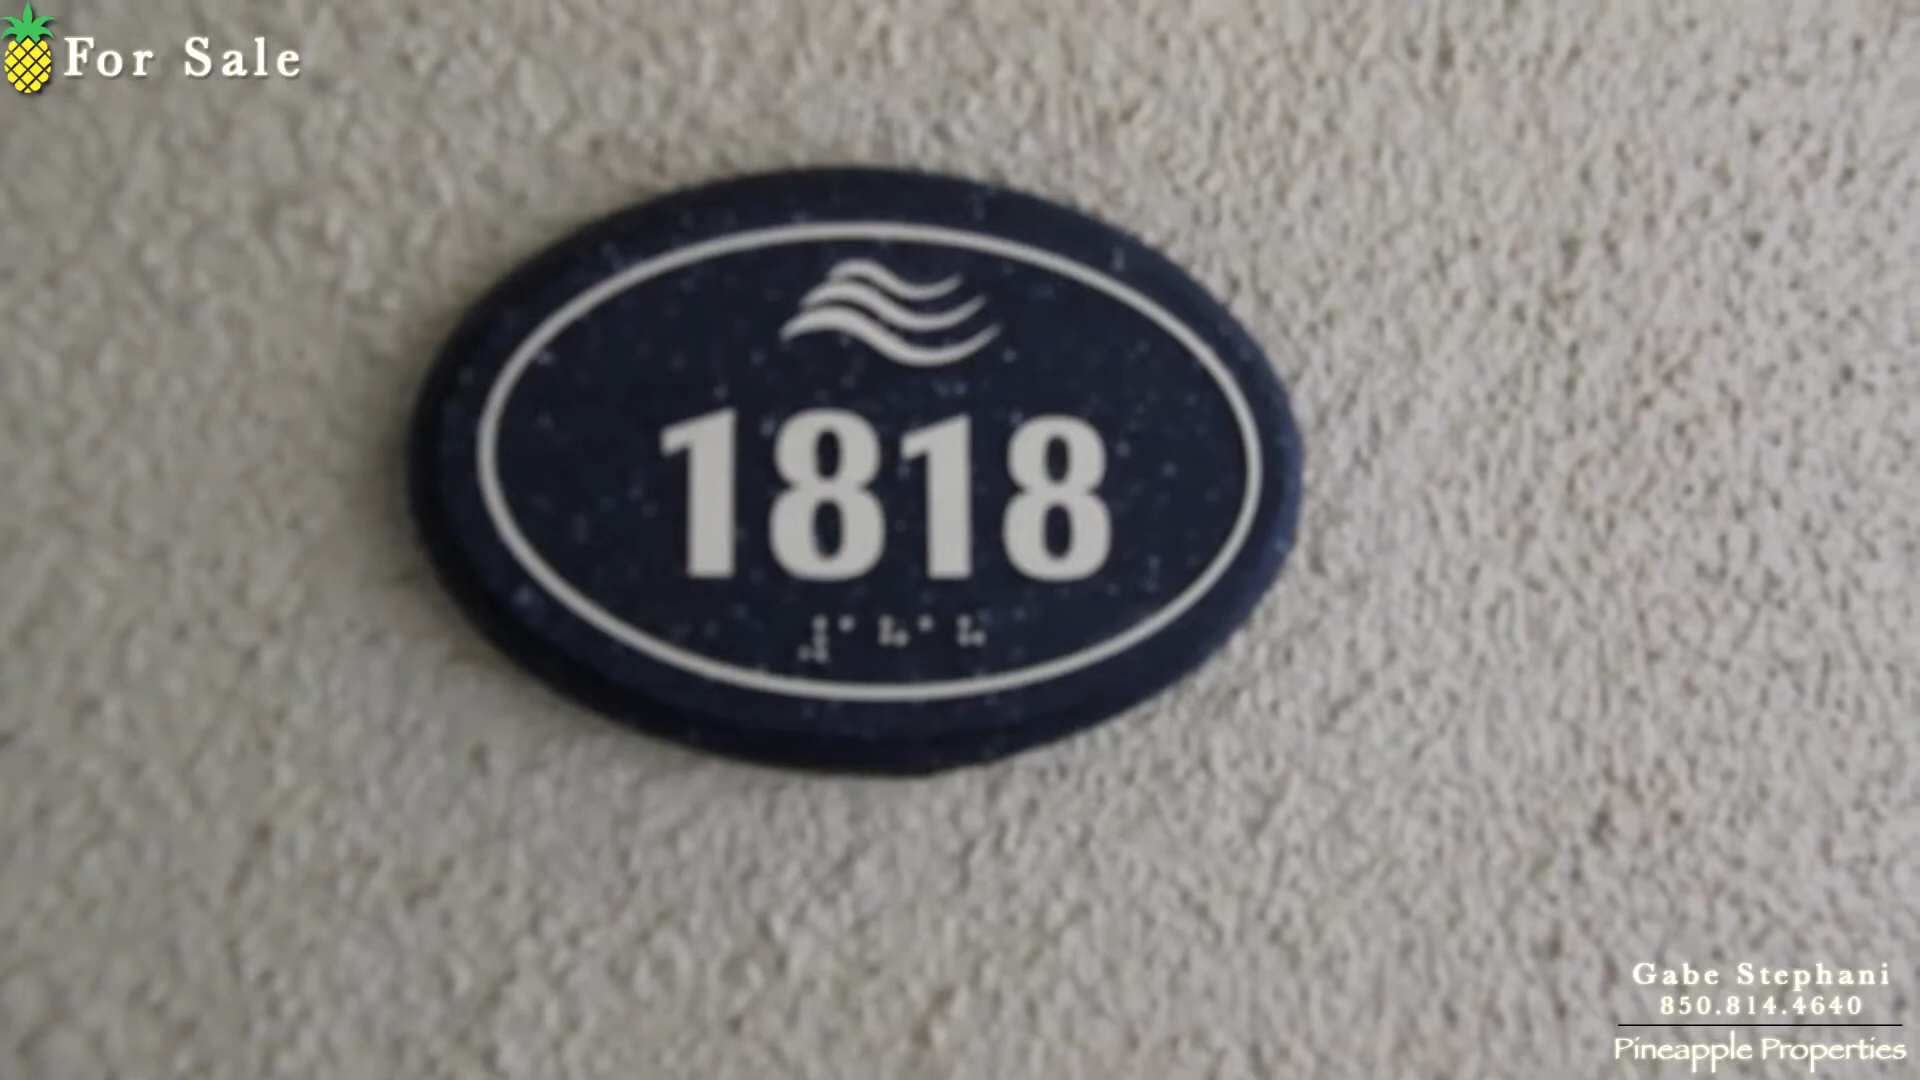 For Sale
1818
Gabe Stephani
850.814.4640
Pineapple Properties